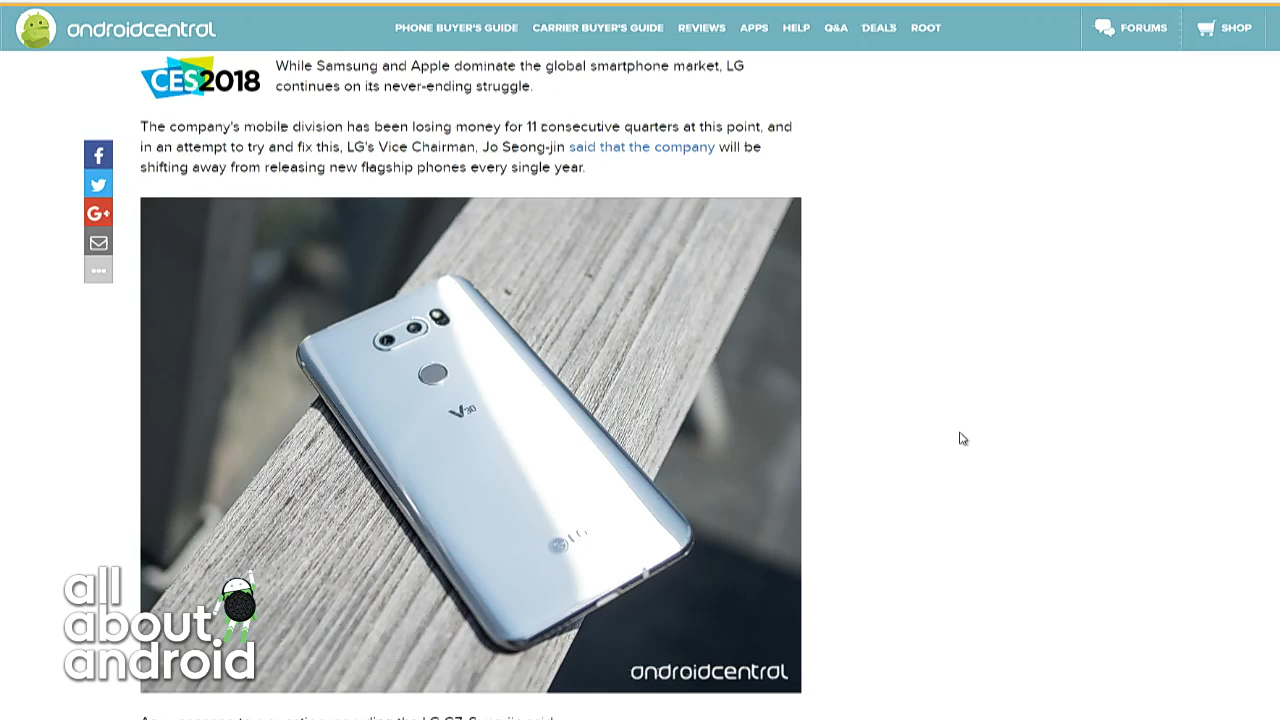 androidcentral
PHONE BUYER'S GUIDE CARRIER BUYER'S GUIDE REVIEWS APPS HELP Q&A DEALS ROOT
FORUMS SHOP
CES2018
While Samsung and Apple dominate the global smartphone market, LG
continues on its never-ending struggle.
The company's mobile division has been losing money for 11 consecutive quarters at this point, and
in an attempt to try and fix this, LG's Vice Chairman, Jo Seong-jin said that the company will be
shifting away from releasing new flagship phones every single year.
f
G+
V30
LG
all
about
android
androidcentral